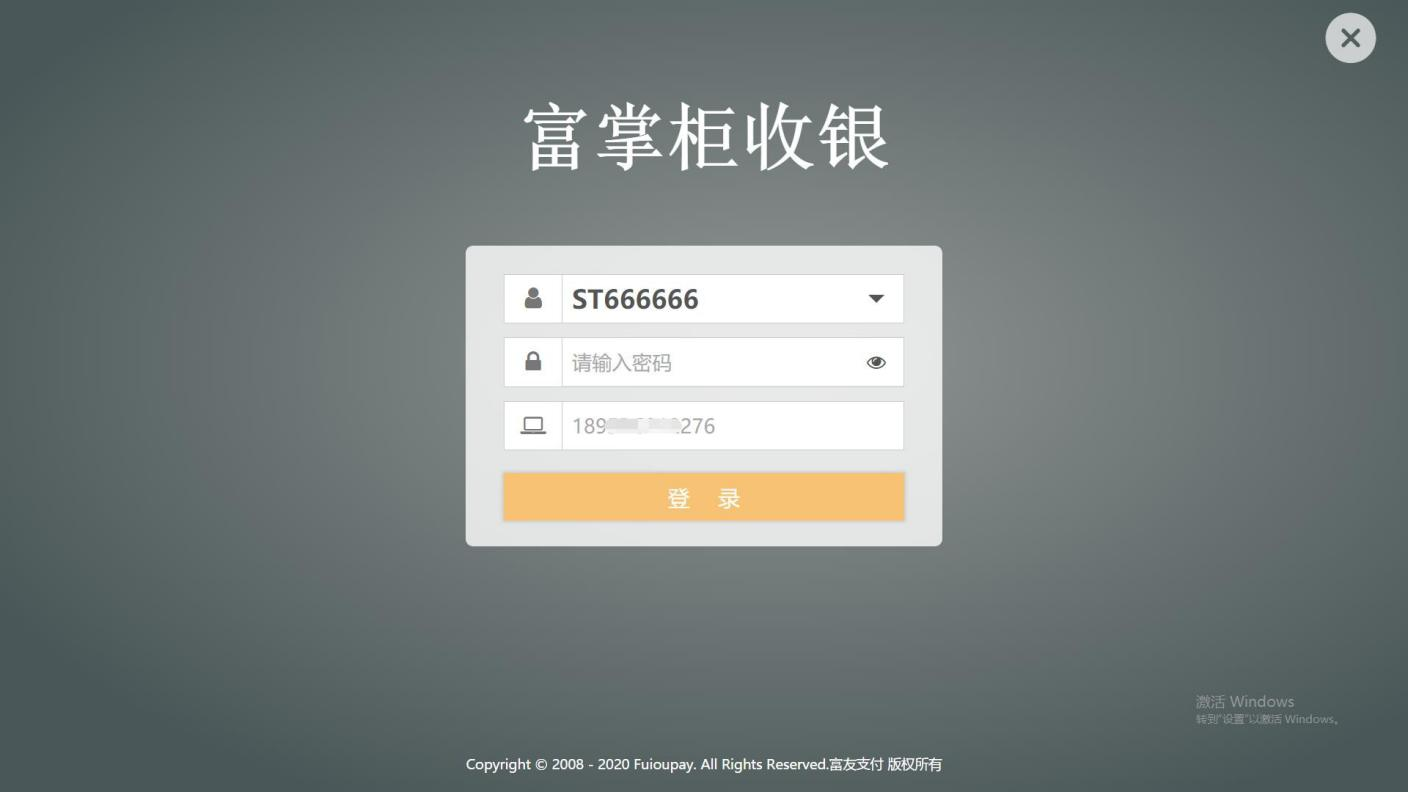 富掌柜收银
ST666666
请输入密码
189 276
登 录
激活 Windows
转到"设置"以激活 Windows。
Copyright © 2008 - 2020 Fuioupay. All Rights Reserved.富友支付 版权所有